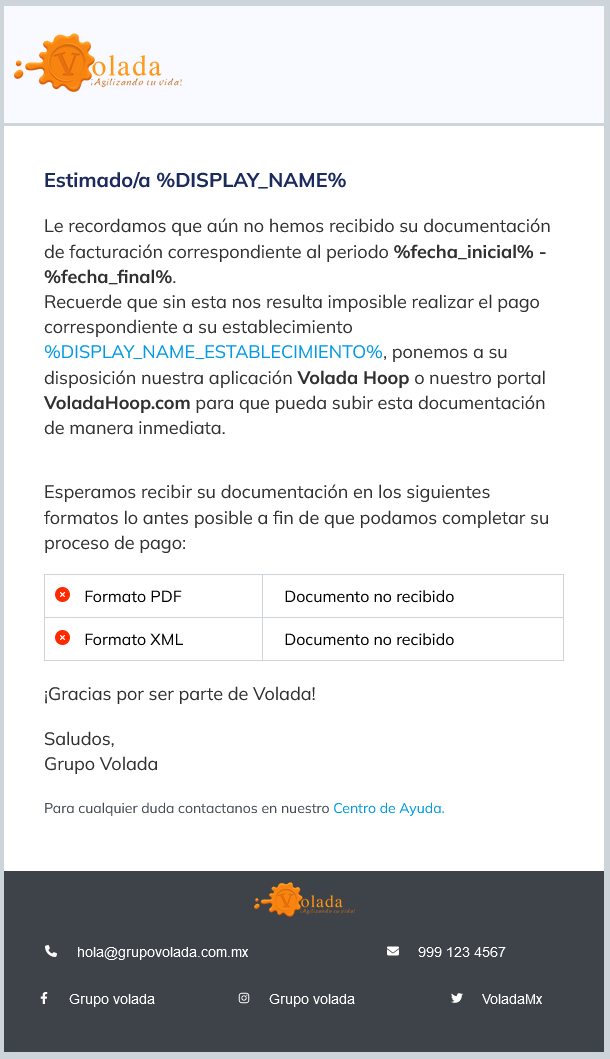 Volada
¡Agilizando tu vida!
Estimado/a %DISPLAY_NAME%
Le recordamos que aún no hemos recibido su documentación
de facturación correspondiente al periodo %fecha_inicial% -
%fecha_final%.
Recuerde que sin esta nos resulta imposible realizar el pago
correspondiente a su establecimiento
%DISPLAY_NAME_ESTABLECIMIENTO%, ponemos a su
disposición nuestra aplicación Volada Hoop o nuestro portal
VoladaHoop.com para que pueda subir esta documentación
de manera inmediata.
Esperamos recibir su documentación en los siguientes
formatos lo antes posible a fin de que podamos completar su
proceso de pago:
Formato PDF Documento no recibido
Formato XML Documento no recibido
¡Gracias por ser parte de Volada!
Saludos,
Grupo Volada
Para cualquier duda contactanos en nuestro Centro de Ayuda.
Volada
¡Agilizando tu vida!
hola@grupovolada.com.mx 999 123 4567
Grupo volada Grupo volada VoladaMx